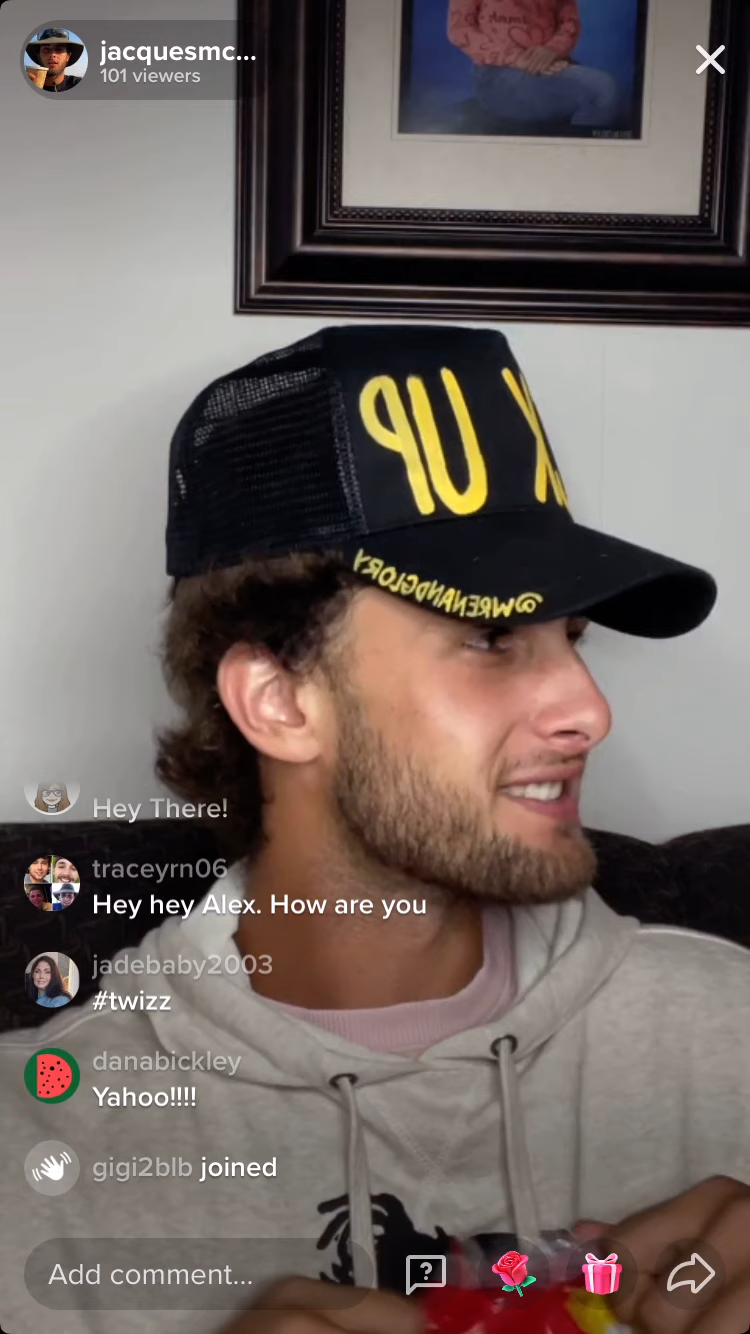 jacquesmc...
101 viewers
UP
@WRENANDGLORY
Hey There!
traceyrn06
Hey hey Alex. How are you
jadebaby2003
#twizz
danabickley
Yahoo!!!!
gigi2blb joined
Add comment...